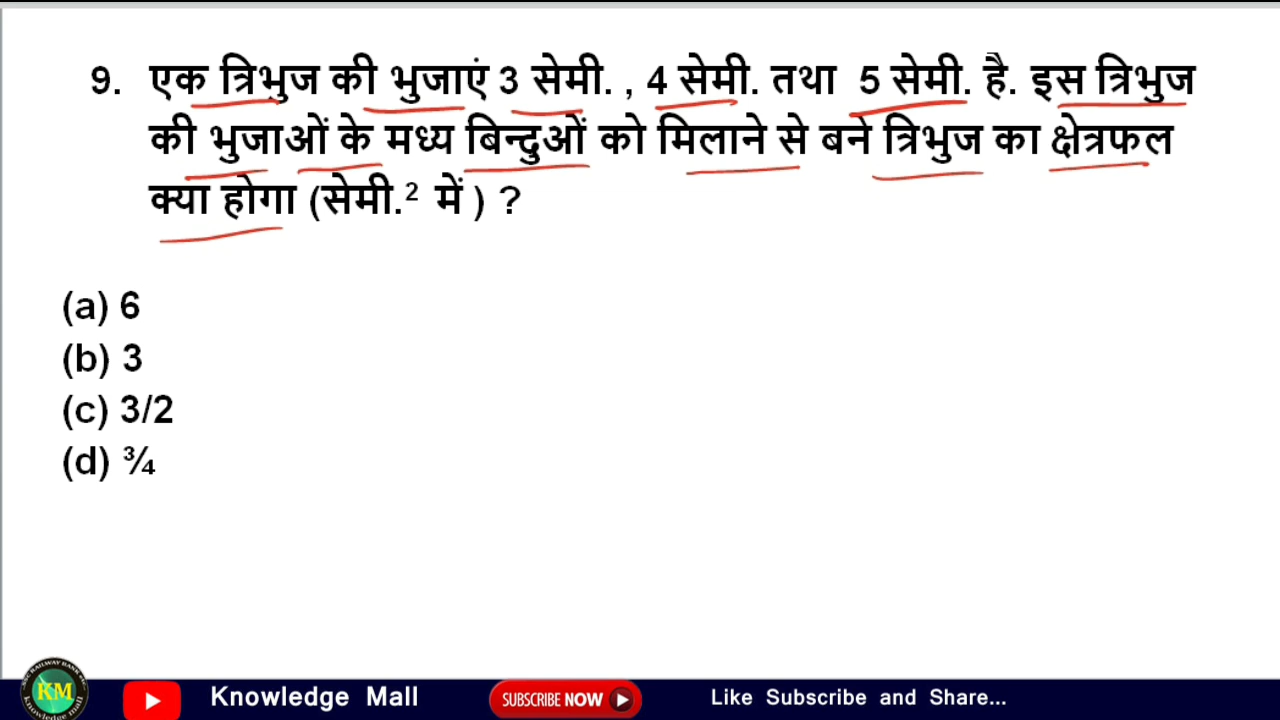 9. एक त्रिभुज की भुजाएं 3 सेमी. , 4 सेमी. तथा 5 सेमी. है. इस त्रिभुज
की भुजाओं के मध्य बिन्दुओं को मिलाने से बने त्रिभुज का क्षेत्रफल
क्या होगा (सेमी.² में ) ?
(a) 6
(b) 3
(c) 3/2
(d) ¾
KM
Knowledge Mall
SUBSCRIBE NOW
Like Subscribe and Share...